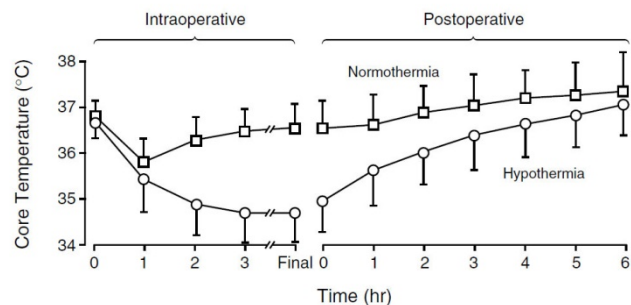 Intraoperative Postoperative
Core Temperature (°C)
38
37
36
35
34
Normothermia
Hypothermia
0 1 2 3 Final 0 1 2 3 4 5 6
Time (hr)